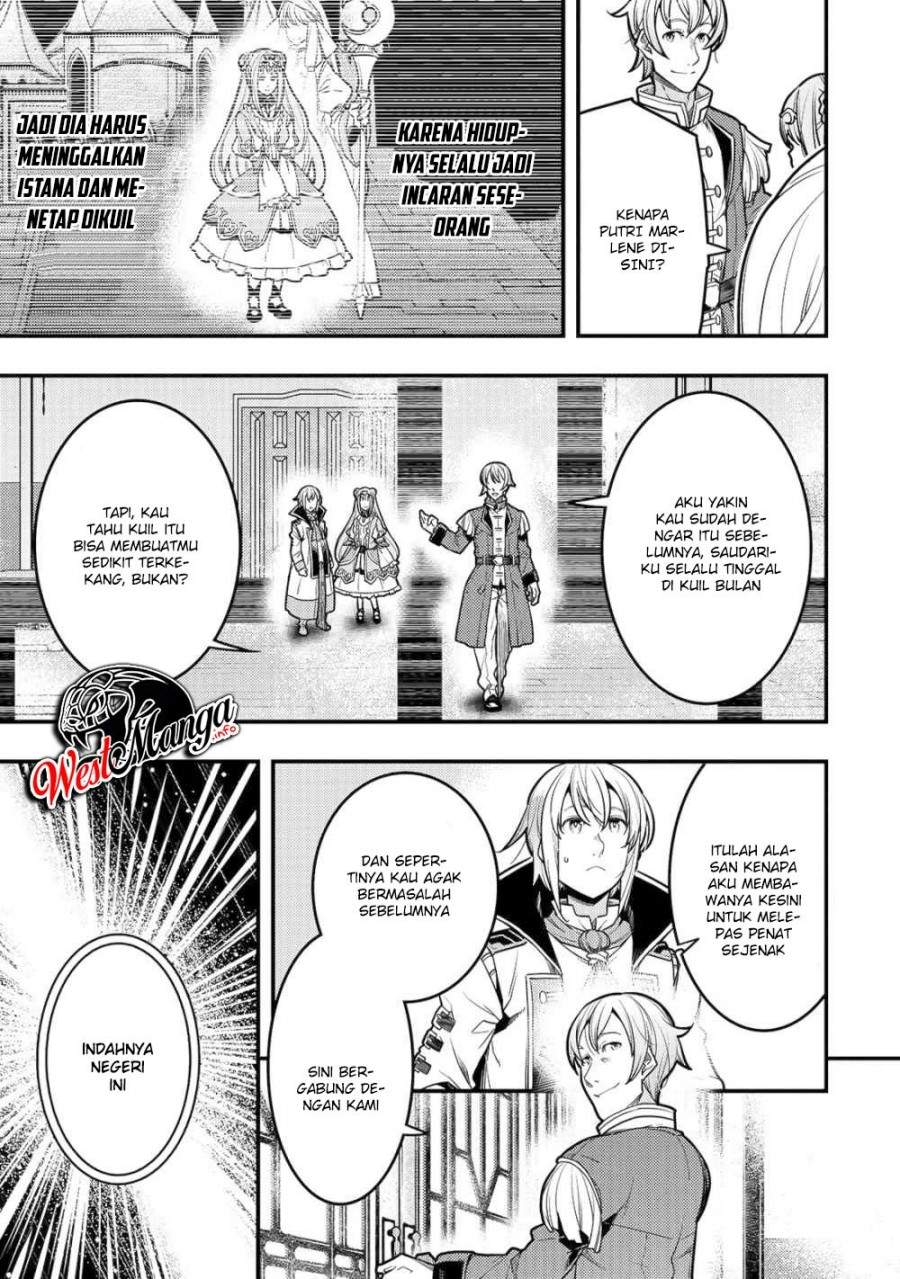 KENAPA
PUTRI MAR-
LENE DI-
SINI?
KARENA HIDUP-
NYA SELALU JADI
INCARAN SESE-
ORANG
JADI DIA HARUS
MENINGGALKAN
ISTANA DAN ME-
NETAP DIKUIL
AKU YAKIN
KAU SUDAH DE-
NGAR ITU SEBE-
LUMNYA, SAUDARI-
KU SELALU TINGGAL
DI KUIL BULAN
TAPI, KAU
TAHU KUIL ITU
BISA MEMBUATMU
SEDIKIT TERKE-
KANG, BUKAN?
WestManga
.info
ITULAH ALA-
SAN KENAPA
AKU MEMBA-
WANYA KESINI
UNTUK MELE-
PAS PENAT
SEJENAK
DAN SEPER-
TINYA KAU AGAK
BERMASALAH
SEBELUMNYA
SINI BER-
GABUNG DE-
NGAN KAMI
INDAHNYA
NEGERI
INI